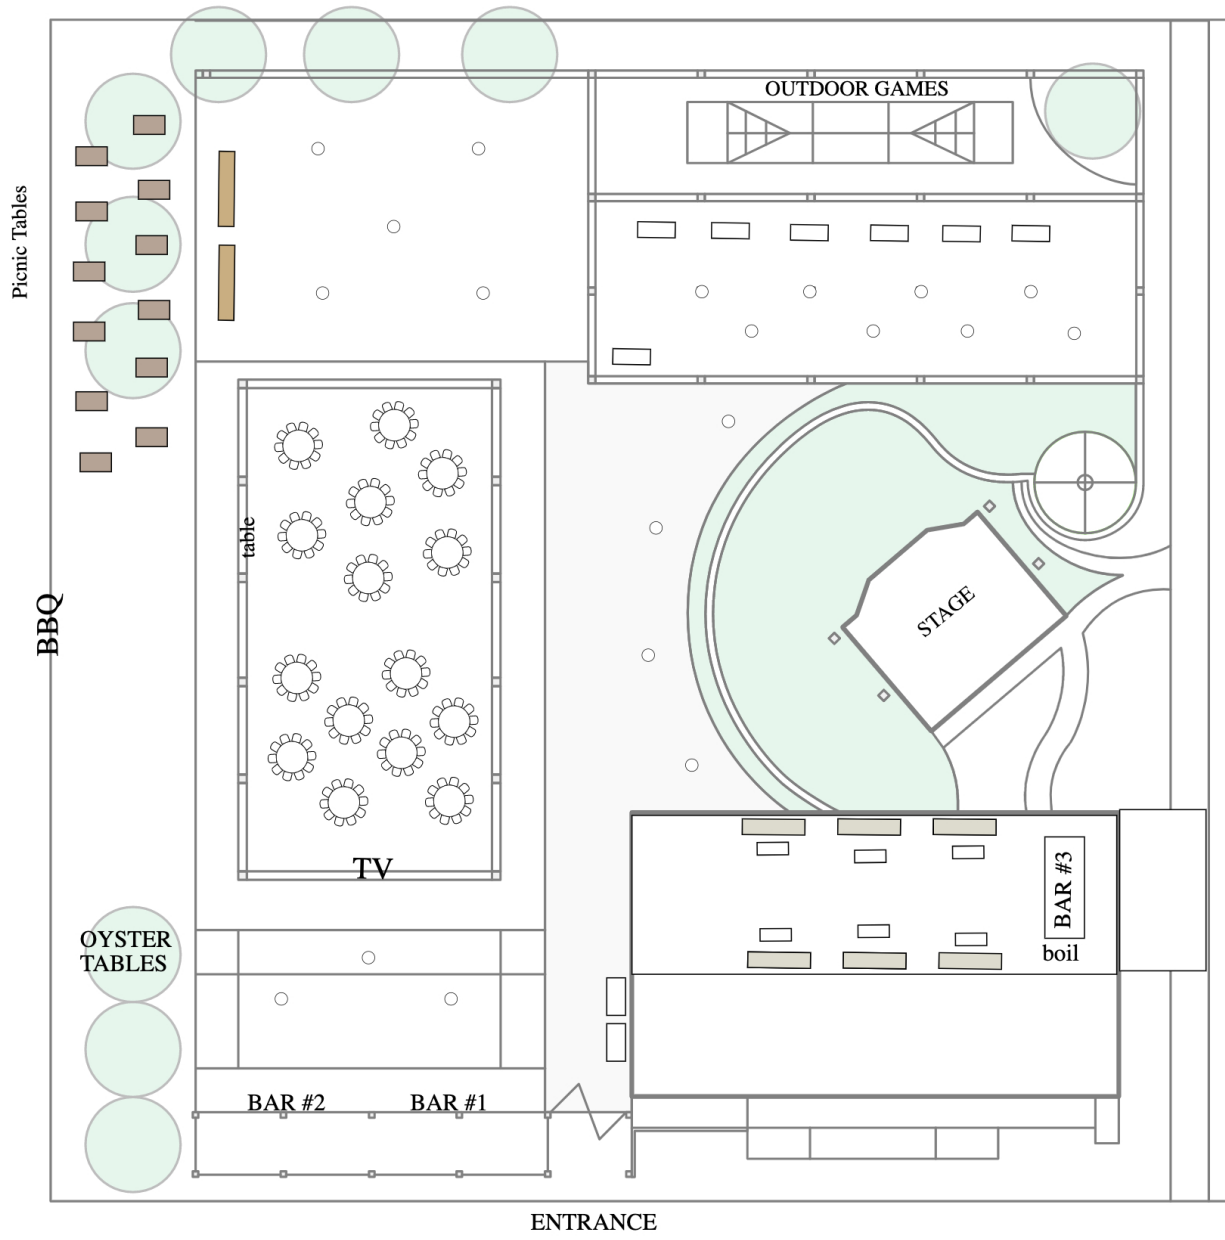 OUTDOOR GAMES
Picnic Tables
table
BBQ
STAGE
TV
BAR #3
boil
OYSTER
TABLES
BAR #2
BAR #1
ENTRANCE